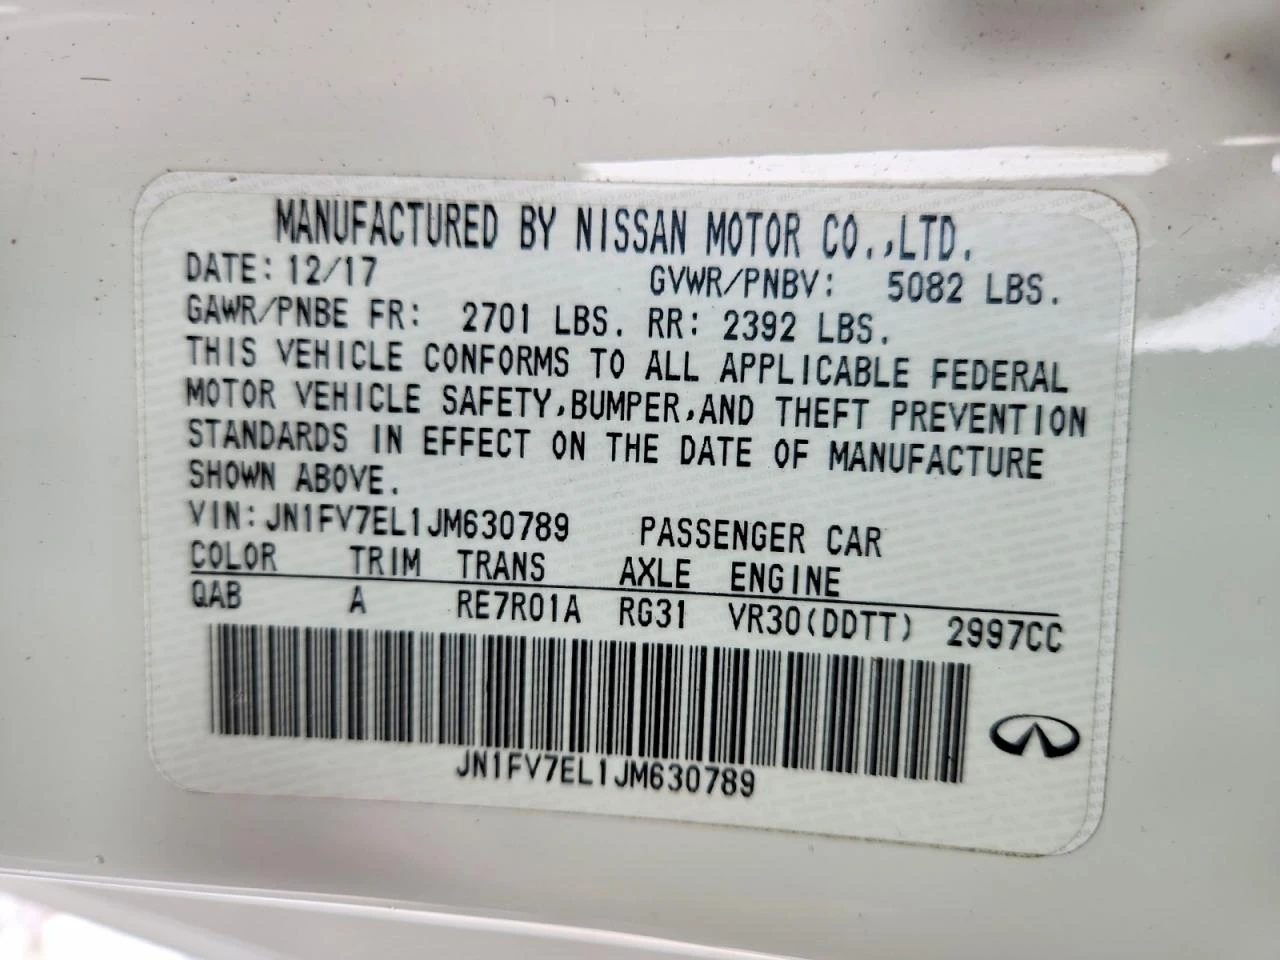 MANUFACTURED BY NISSAN MOTOR CO.,LTD.
DATE: 12/17 GVWR/PNBV: 5082 LBS.
GAWR/PNBE FR: 2701 LBS. RR: 2392 LBS.
THIS VEHICLE CONFORMS TO ALL APPLICABLE FEDERAL
MOTOR VEHICLE SAFETY,BUMPER,AND THEFT PREVENTION
STANDARDS IN EFFECT ON THE DATE OF MANUFACTURE
SHOWN ABOVE.
VIN:JN1FV7EL1JM630789 PASSENGER CAR
COLOR TRIM TRANS AXLE ENGINE
QAB A RE7R01A RG31 VR30(DDTT) 2997CC
JN1FV7EL1JM630789